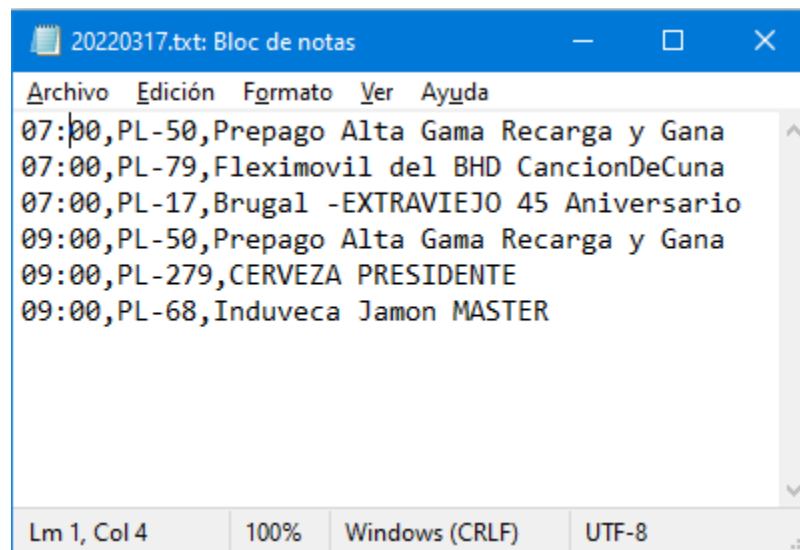 20220317.txt: Bloc de notas
Archivo Edición Formato Ver Ayuda
07:00,PL-50,Prepago Alta Gama Recarga y Gana
07:00,PL-79,Fleximovil del BHD CancionDeCuna
07:00,PL-17,Brugal -EXTRAVIEJO 45 Aniversario
09:00,PL-50,Prepago Alta Gama Recarga y Gana
09:00,PL-279,CERVEZA PRESIDENTE
09:00,PL-68,Induveca Jamon MASTER
Lm 1, Col 4 100% Windows (CRLF) UTF-8